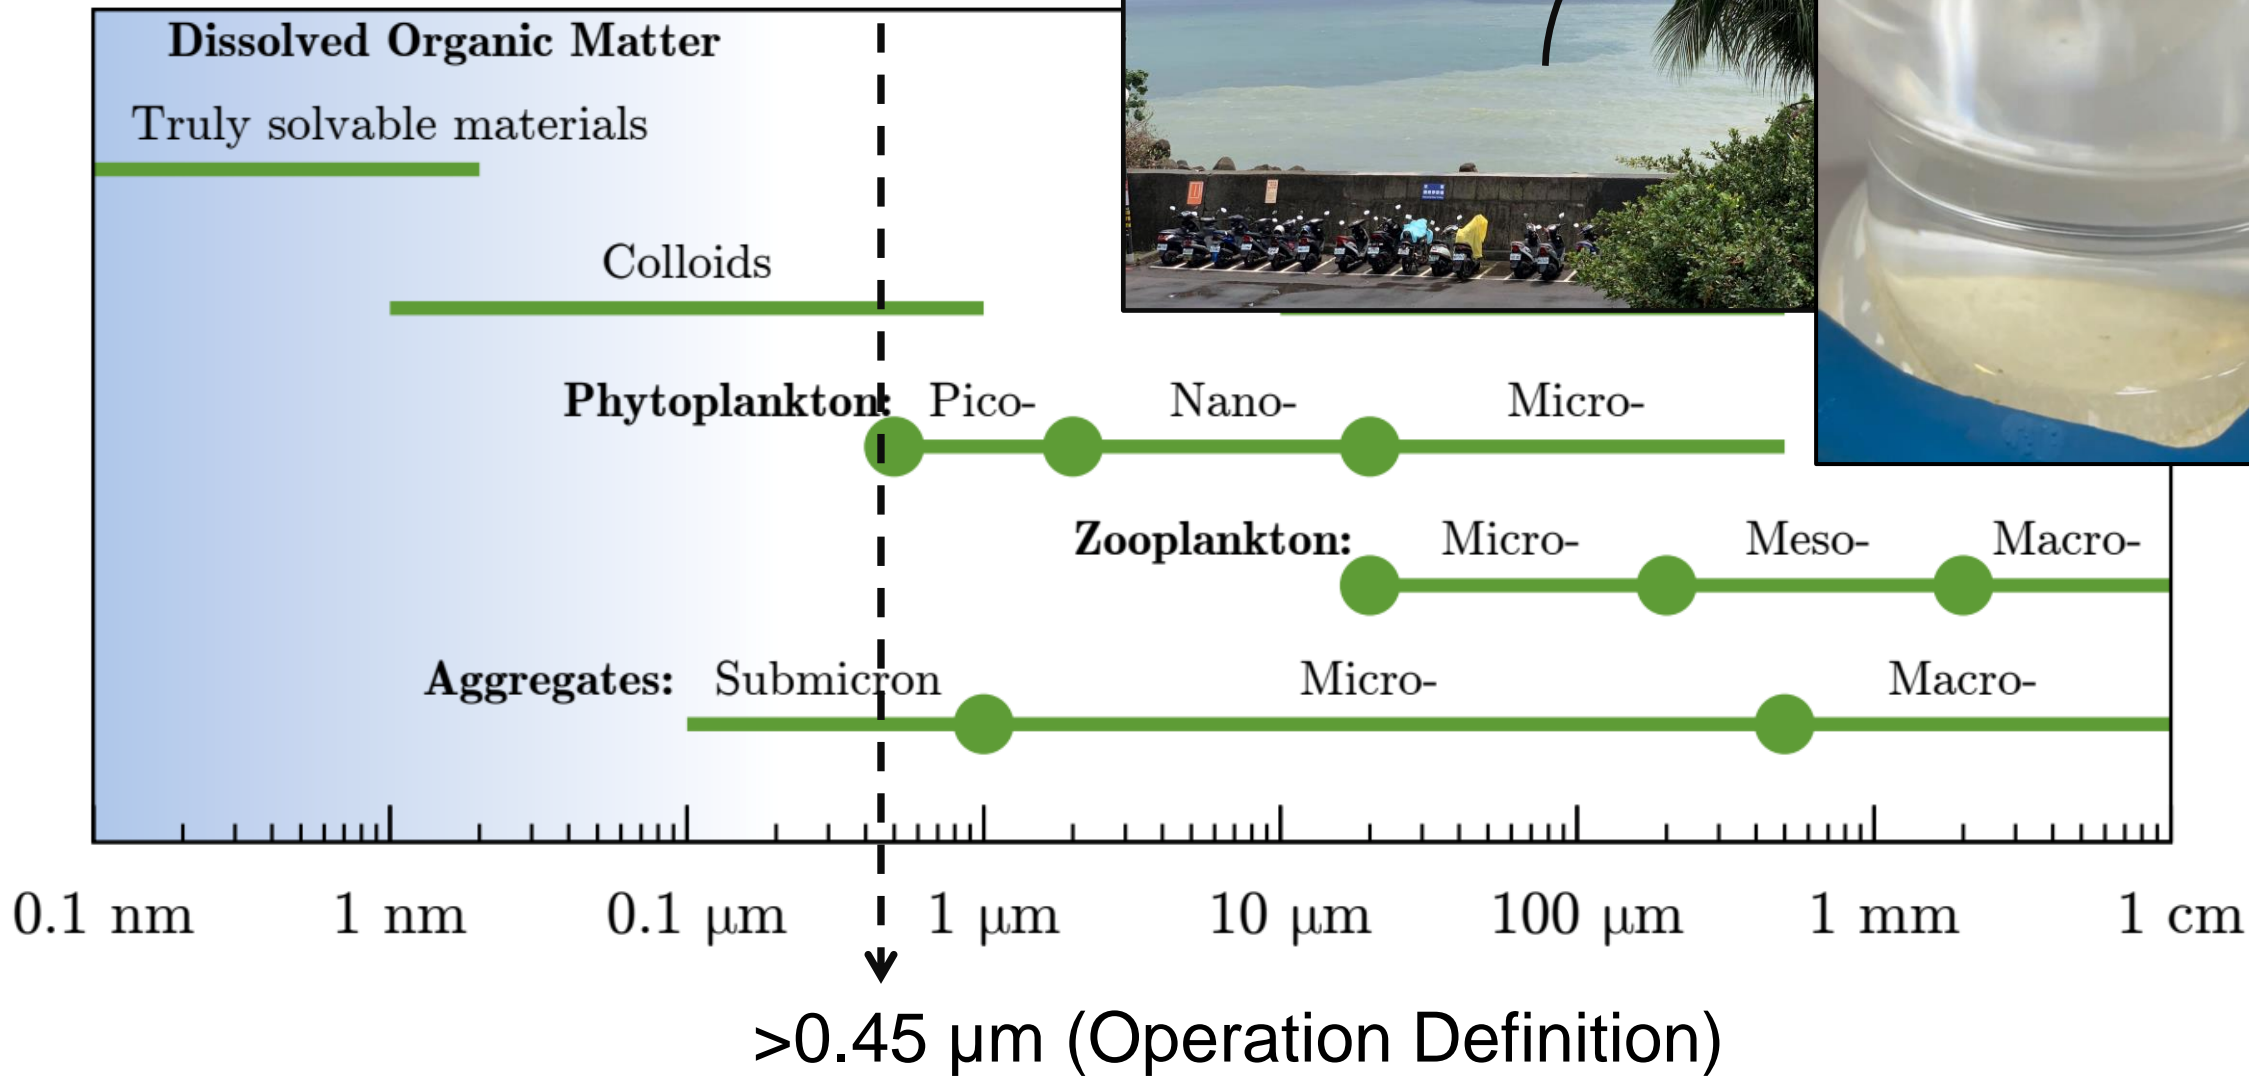 Dissolved Organic Matter
Truly solvable materials
Colloids
Phytoplankton: Pico- Nano- Micro-
Zooplankton: Micro- Meso- Macro-
Aggregates: Submicron Micro- Macro-
0.1 nm 1 nm 0.1 µm 1 µm 10 µm 100 µm 1 mm 1 cm
>0.45 µm (Operation Definition)